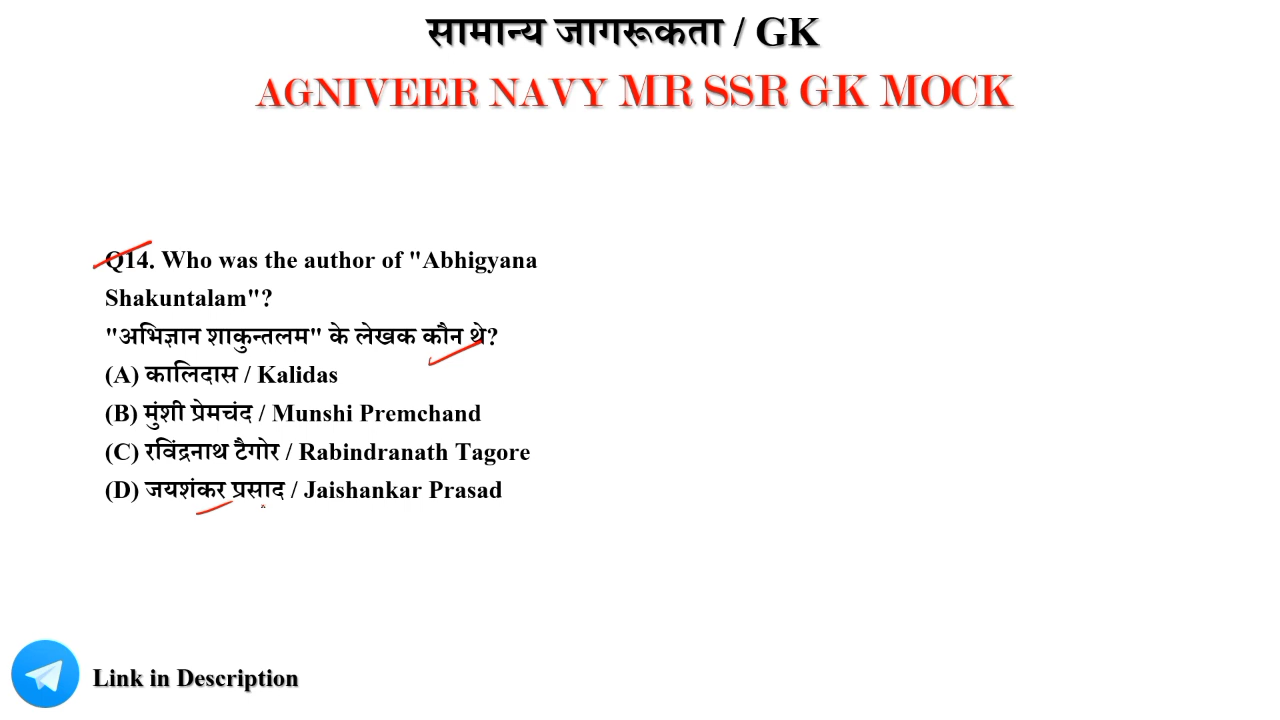 सामान्य जागरूकता / GK
AGNIVEER NAVY MR SSR GK MOCK
Q14. Who was the author of "Abhigyana
Shakuntalam"?
"अभिज्ञान शाकुन्तलम" के लेखक कौन थे?
(A) कालिदास / Kalidas
(B) मुंशी प्रेमचंद / Munshi Premchand
(C) रविंद्रनाथ टैगोर / Rabindranath Tagore
(D) जयशंकर प्रसाद / Jaishankar Prasad
Link in Description